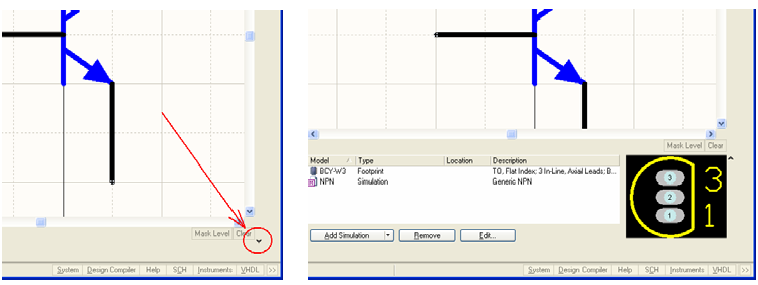 Mask Level Clear
System Design Compiler Help SCH Instruments VHDL >>
Mask Level Clear
Model / Type Location Description
BCY-W3 Footprint TO, Flat Index; 3 In-Line, Axial Leads; B...
NPN Simulation Generic NPN
3
2
1
3
1
Add Simulation Remove Edit...
System Design Compiler Help SCH Instruments VHDL >>